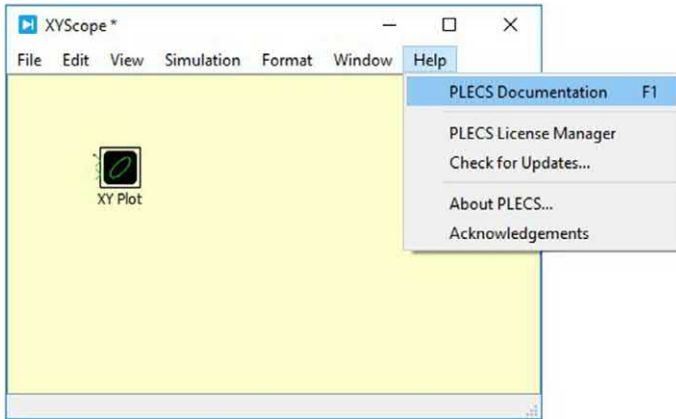 XYScope *
File Edit View Simulation Format Window Help
PLECS Documentation F1
PLECS License Manager
Check for Updates...
About PLECS...
Acknowledgements
XY Plot